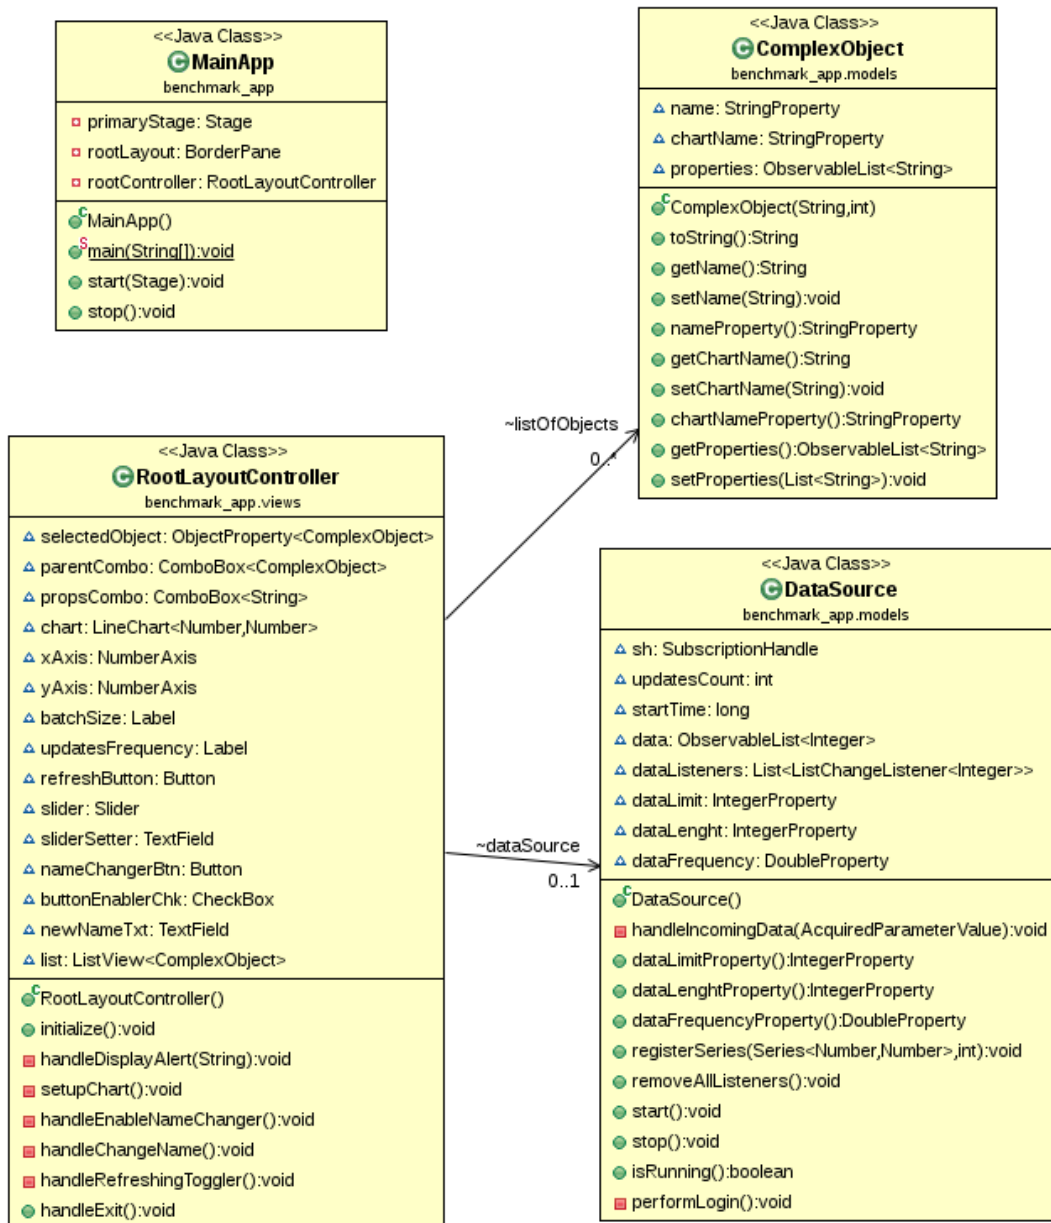 <<Java Class>>
MainApp
benchmark_app
primaryStage: Stage
rootLayout: BorderPane
rootController: RootLayoutController
MainApp()
main(String[]):void
start(Stage):void
stop():void
<<Java Class>>
ComplexObject
benchmark_app.models
name: StringProperty
chartName: StringProperty
properties: ObservableList<String>
ComplexObject(String,int)
toString():String
getName():String
setName(String):void
nameProperty():StringProperty
getChartName():String
setChartName(String):void
chartNameProperty():StringProperty
getProperties():ObservableList<String>
setProperties(List<String>):void
~listOfObjects
0..*
<<Java Class>>
RootLayoutController
benchmark_app.views
selectedObject: ObjectProperty<ComplexObject>
parentCombo: ComboBox<ComplexObject>
propsCombo: ComboBox<String>
chart: LineChart<Number,Number>
xAxis: NumberAxis
yAxis: NumberAxis
batchSize: Label
updatesFrequency: Label
refreshButton: Button
slider: Slider
sliderSetter: TextField
nameChangerBtn: Button
buttonEnablerChk: CheckBox
newNameTxt: TextField
list: ListView<ComplexObject>
RootLayoutController()
initialize():void
handleDisplayAlert(String):void
setupChart():void
handleEnableNameChanger():void
handleChangeName():void
handleRefreshingToggler():void
handleExit():void
~dataSource
0..1
<<Java Class>>
DataSource
benchmark_app.models
sh: SubscriptionHandle
updatesCount: int
startTime: long
data: ObservableList<Integer>
dataListeners: List<ListChangeListener<Integer>>
dataLimit: IntegerProperty
dataLenght: IntegerProperty
dataFrequency: DoubleProperty
DataSource()
handleIncomingData(AcquiredParameterValue):void
dataLimitProperty():IntegerProperty
dataLenghtProperty():IntegerProperty
dataFrequencyProperty():DoubleProperty
registerSeries(Series<Number,Number>,int):void
removeAllListeners():void
start():void
stop():void
isRunning():boolean
performLogin():void